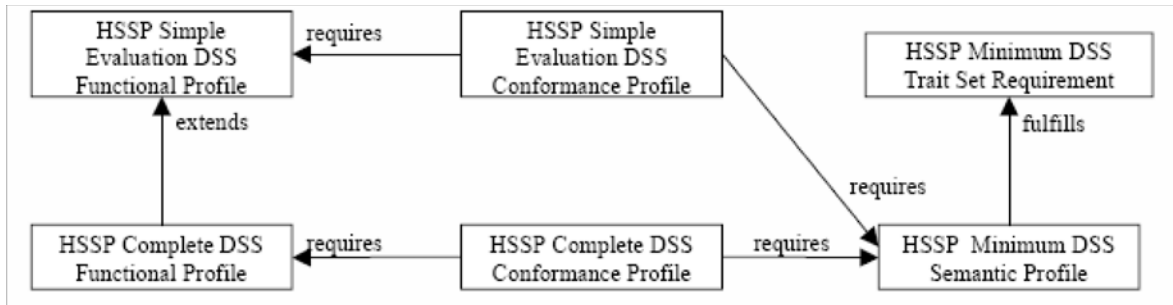 HSSP Simple
Evaluation DSS
Functional Profile
requires
HSSP Simple
Evaluation DSS
Conformance Profile
HSSP Minimum DSS
Trait Set Requirement
extends
fulfills
requires
HSSP Complete DSS
Functional Profile
requires
HSSP Complete DSS
Conformance Profile
requires
HSSP Minimum DSS
Semantic Profile